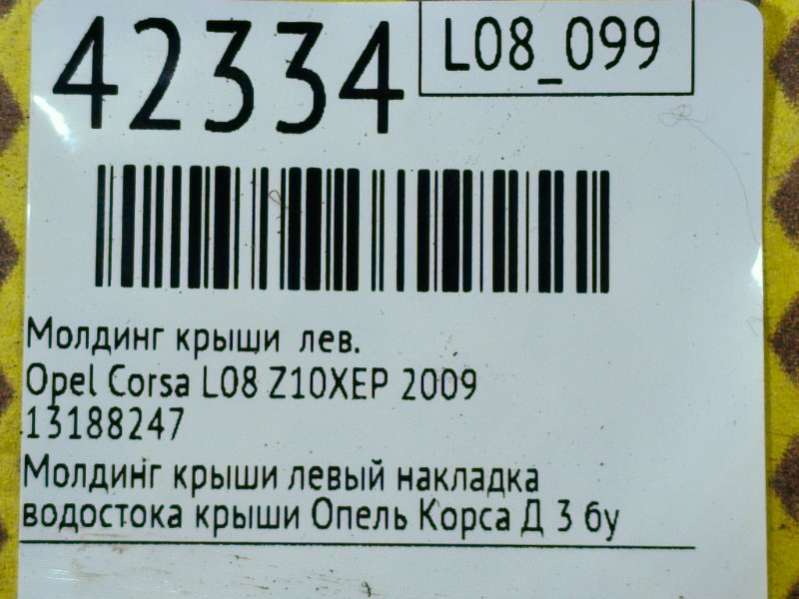 42334
L08_099
Молдинг крыши лев.
Opel Corsa L08 Z10XEP 2009
13188247
Молдинг крыши левый накладка
водостока крыши Опель Корса Д 3 бу